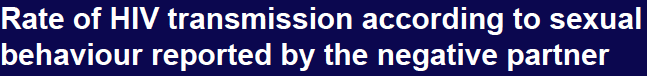 Rate of HIV transmission according to sexual
behaviour reported by the negative partner